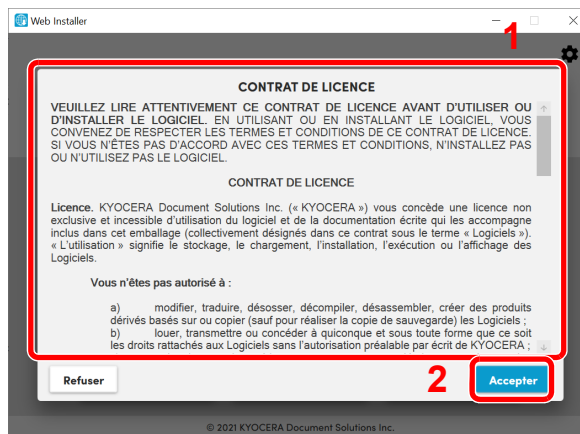 Web Installer
1
CONTRAT DE LICENCE
VEUILLEZ LIRE ATTENTIVEMENT CE CONTRAT DE LICENCE AVANT D'UTILISER OU
D'INSTALLER LE LOGICIEL. EN UTILISANT OU EN INSTALLANT LE LOGICIEL, VOUS
CONVENEZ DE RESPECTER LES TERMES ET CONDITIONS DE CE CONTRAT DE LICENCE.
SI VOUS N'ÊTES PAS D'ACCORD AVEC CES TERMES ET CONDITIONS, N'INSTALLEZ PAS
OU N'UTILISEZ PAS LE LOGICIEL.
CONTRAT DE LICENCE
Licence. KYOCERA Document Solutions Inc. (« KYOCERA ») vous concède une licence non
exclusive et incessible d'utilisation du logiciel et de la documentation écrite qui les accompagne
inclus dans cet emballage (collectivement désignés dans ce contrat sous le terme « Logiciels »).
« L'utilisation » signifie le stockage, le chargement, l'installation, l'exécution ou l'affichage des
Logiciels.
Vous n'êtes pas autorisé à :
a) modifier, traduire, désosser, décompiler, désassembler, créer des produits
dérivés basés sur ou copier (sauf pour réaliser la copie de sauvegarde) les Logiciels ;
b) louer, transmettre ou concéder à quiconque et sous toute forme que ce soit
les droits rattachés aux Logiciels sans l'autorisation préalable par écrit de KYOCERA ;
Refuser
2
Accepter
© 2021 KYOCERA Document Solutions Inc.